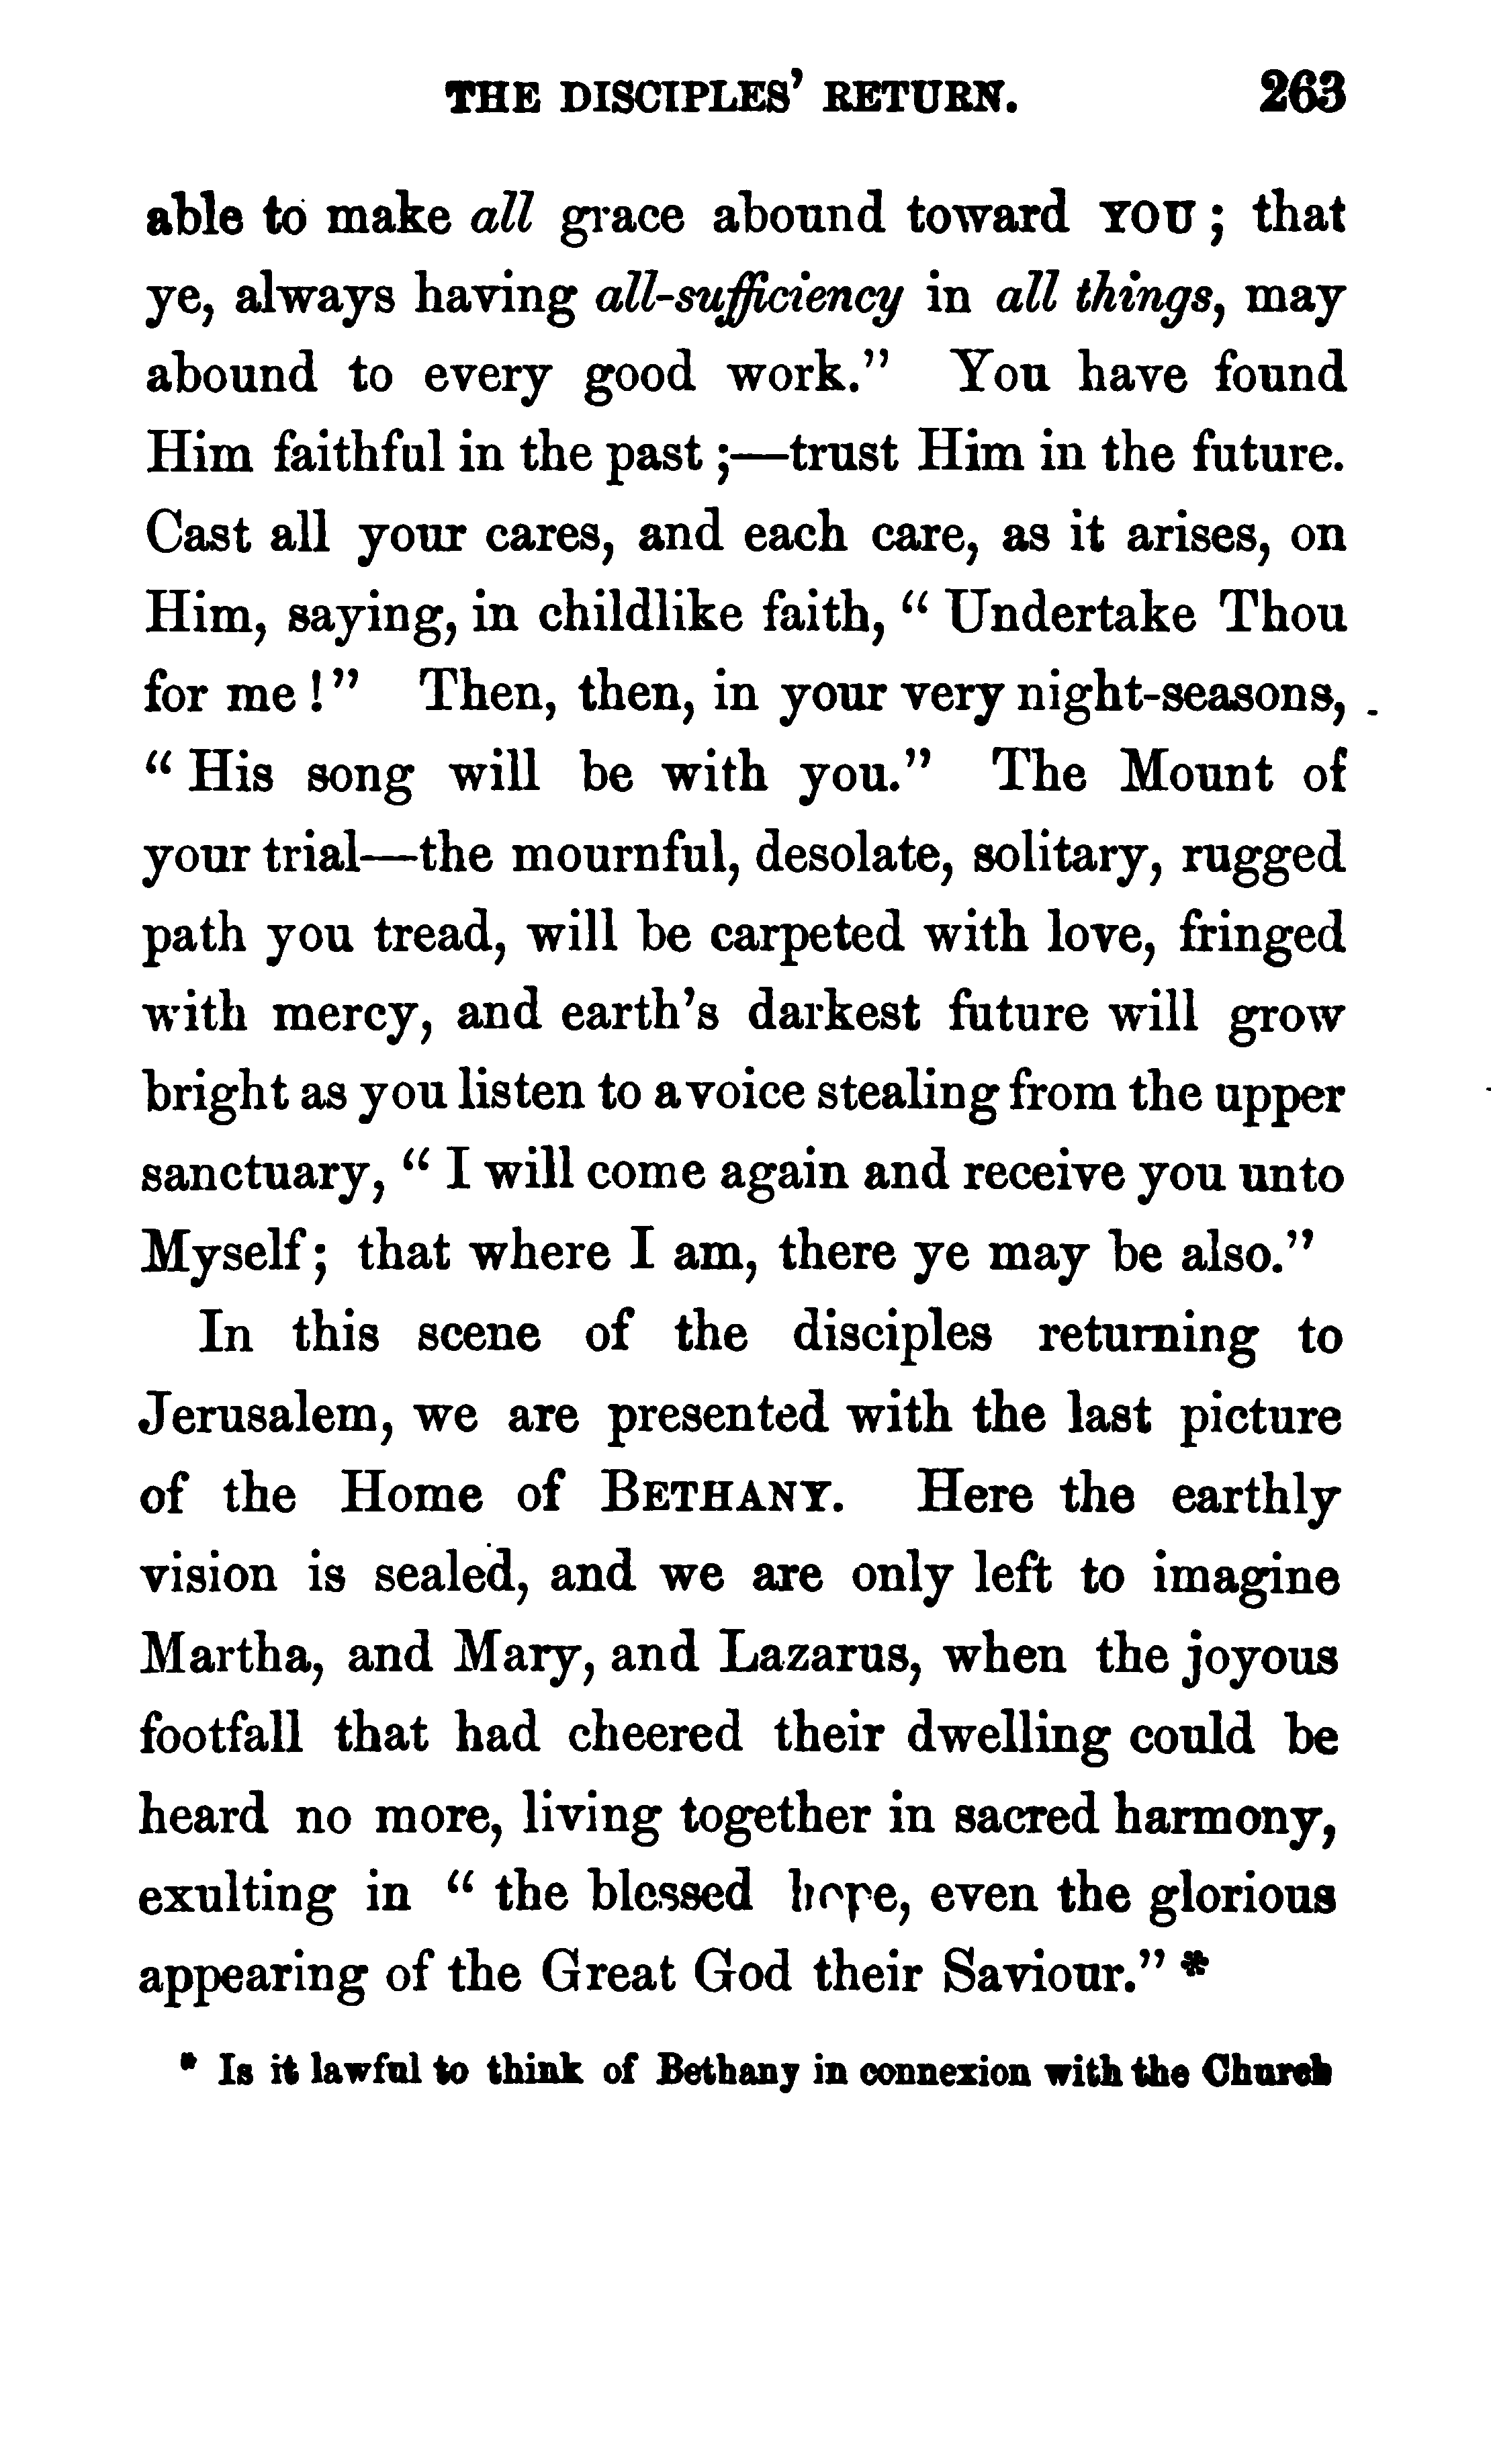 THE DISCIPLES' RETURN. 263
able to make all grace abound toward YOU; that
ye, always having all-sufficiency in all things, may
abound to every good work." You have found
Him faithful in the past;—trust Him in the future.
Cast all your cares, and each care, as it arises, on
Him, saying, in childlike faith, "Undertake Thou
for me!" Then, then, in your very night-seasons,
"His song will be with you." The Mount of
your trial—the mournful, desolate, solitary, rugged
path you tread, will be carpeted with love, fringed
with mercy, and earth's darkest future will grow
bright as you listen to a voice stealing from the upper
sanctuary, "I will come again and receive you unto
Myself; that where I am, there ye may be also."
In this scene of the disciples returning to
Jerusalem, we are presented with the last picture
of the Home of BETHANY. Here the earthly
vision is sealed, and we are only left to imagine
Martha, and Mary, and Lazarus, when the joyous
footfall that had cheered their dwelling could be
heard no more, living together in sacred harmony,
exulting in "the blessed hope, even the glorious
appearing of the Great God their Saviour." *
* Is it lawful to think of Bethany in connexion with the Church